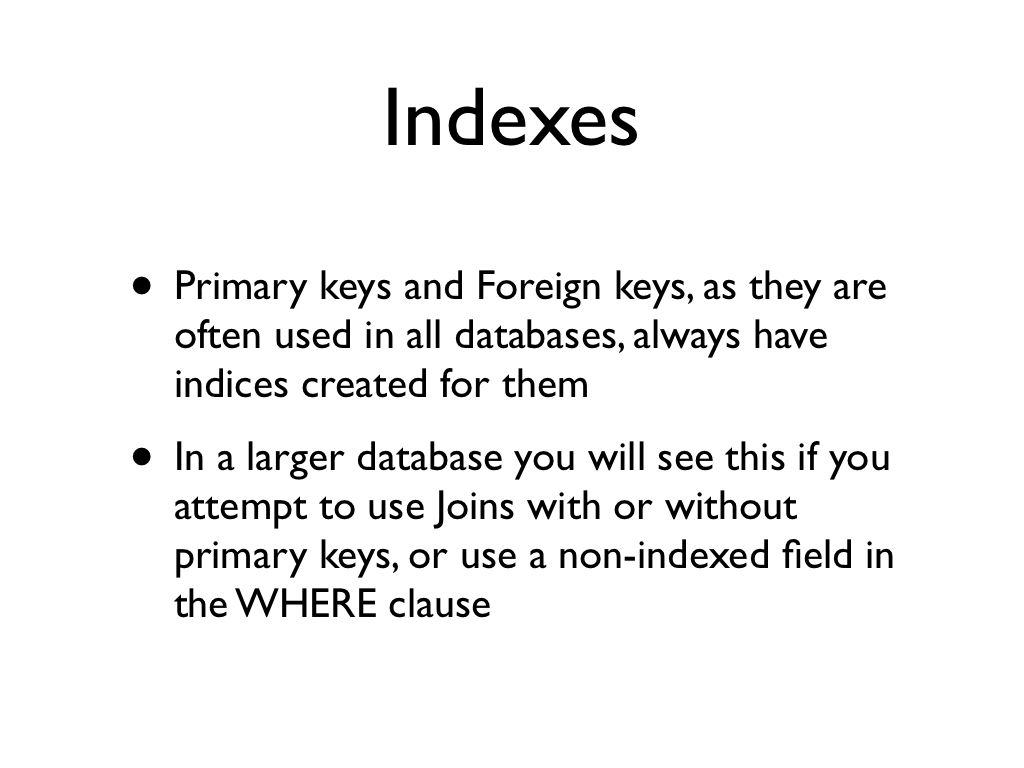 Indexes
• Primary keys and Foreign keys, as they are
often used in all databases, always have
indices created for them
• In a larger database you will see this if you
attempt to use Joins with or without
primary keys, or use a non-indexed field in
the WHERE clause